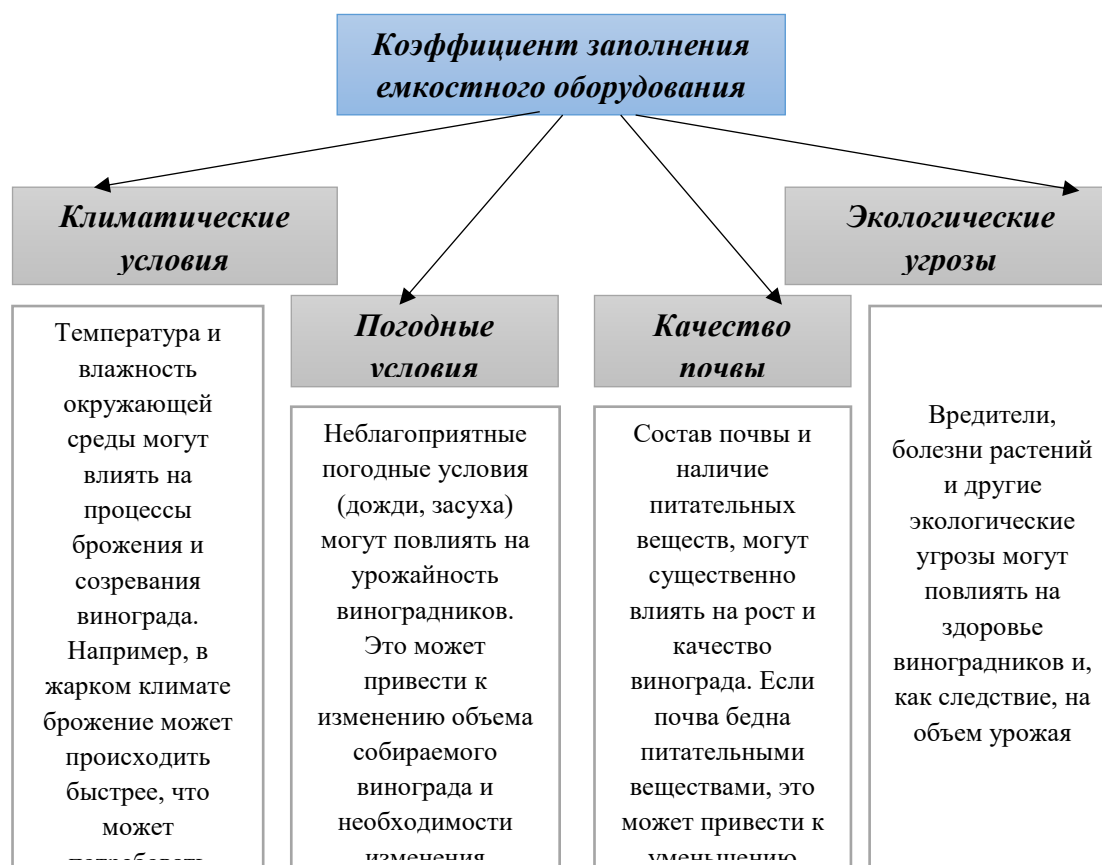 Коэффициент заполнения
емкостного оборудования
Климатические
условия
Экологические
угрозы
Погодные
условия
Качество
почвы
Температура и
влажность
окружающей
среды могут
влиять на
процессы
брожения и
созревания
винограда.
Например, в
жарком климате
брожение может
происходить
быстрее, что
может
потребовать
Неблагоприятные
погодные условия
(дожди, засуха)
могут повлиять на
урожайность
виноградников.
Это может
привести к
изменению объема
собираемого
винограда и
необходимости
изменения
Состав почвы и
наличие
питательных
веществ, могут
существенно
влиять на рост и
качество
винограда. Если
почва бедна
питательными
веществами, это
может привести к
уменьшению
Вредители,
болезни растений
и другие
экологические
угрозы могут
повлиять на
здоровье
виноградников и,
как следствие, на
объем урожая